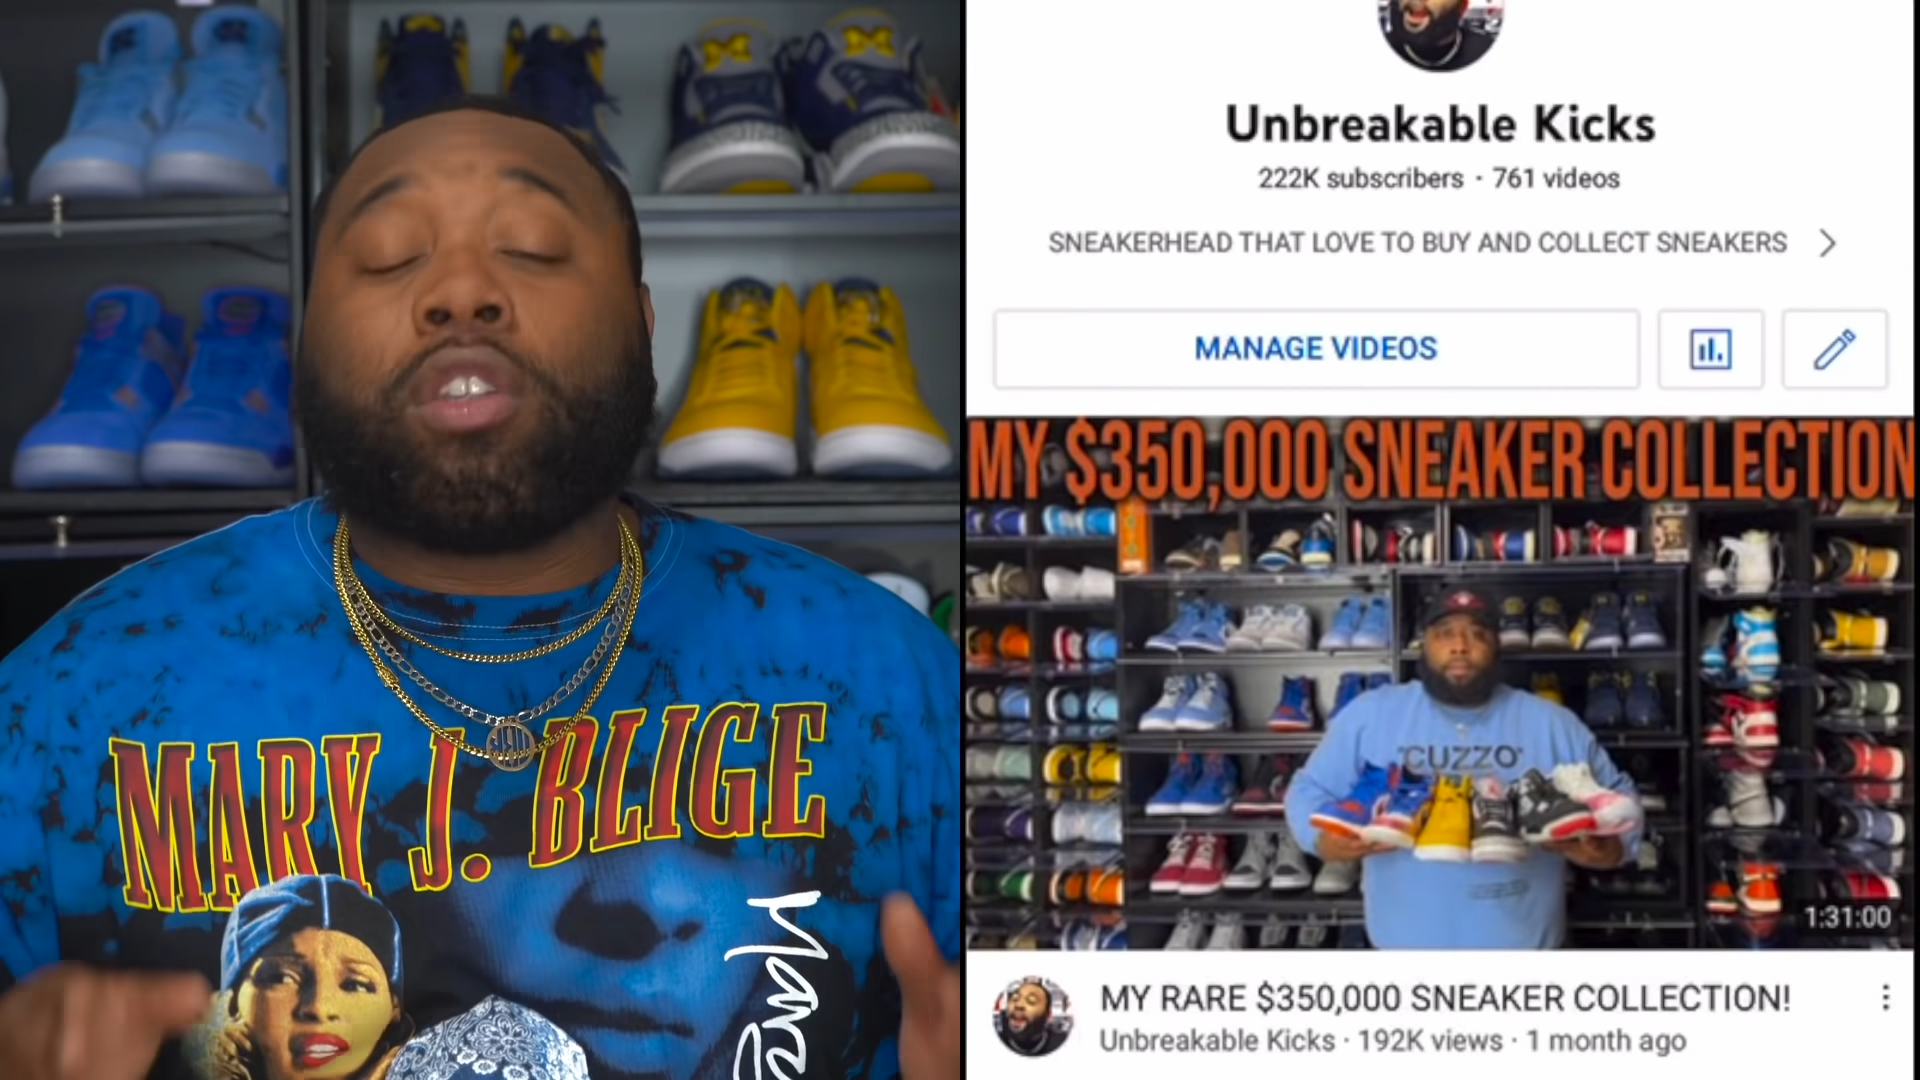 MARY J. BLIGE
Mary
Unbreakable Kicks
222K subscribers · 761 videos
SNEAKERHEAD THAT LOVE TO BUY AND COLLECT SNEAKERS
MANAGE VIDEOS
MY $350,000 SNEAKER COLLECTION
"CUZZO"
1:31:00
MY RARE $350,000 SNEAKER COLLECTION!
Unbreakable Kicks · 192K views · 1 month ago